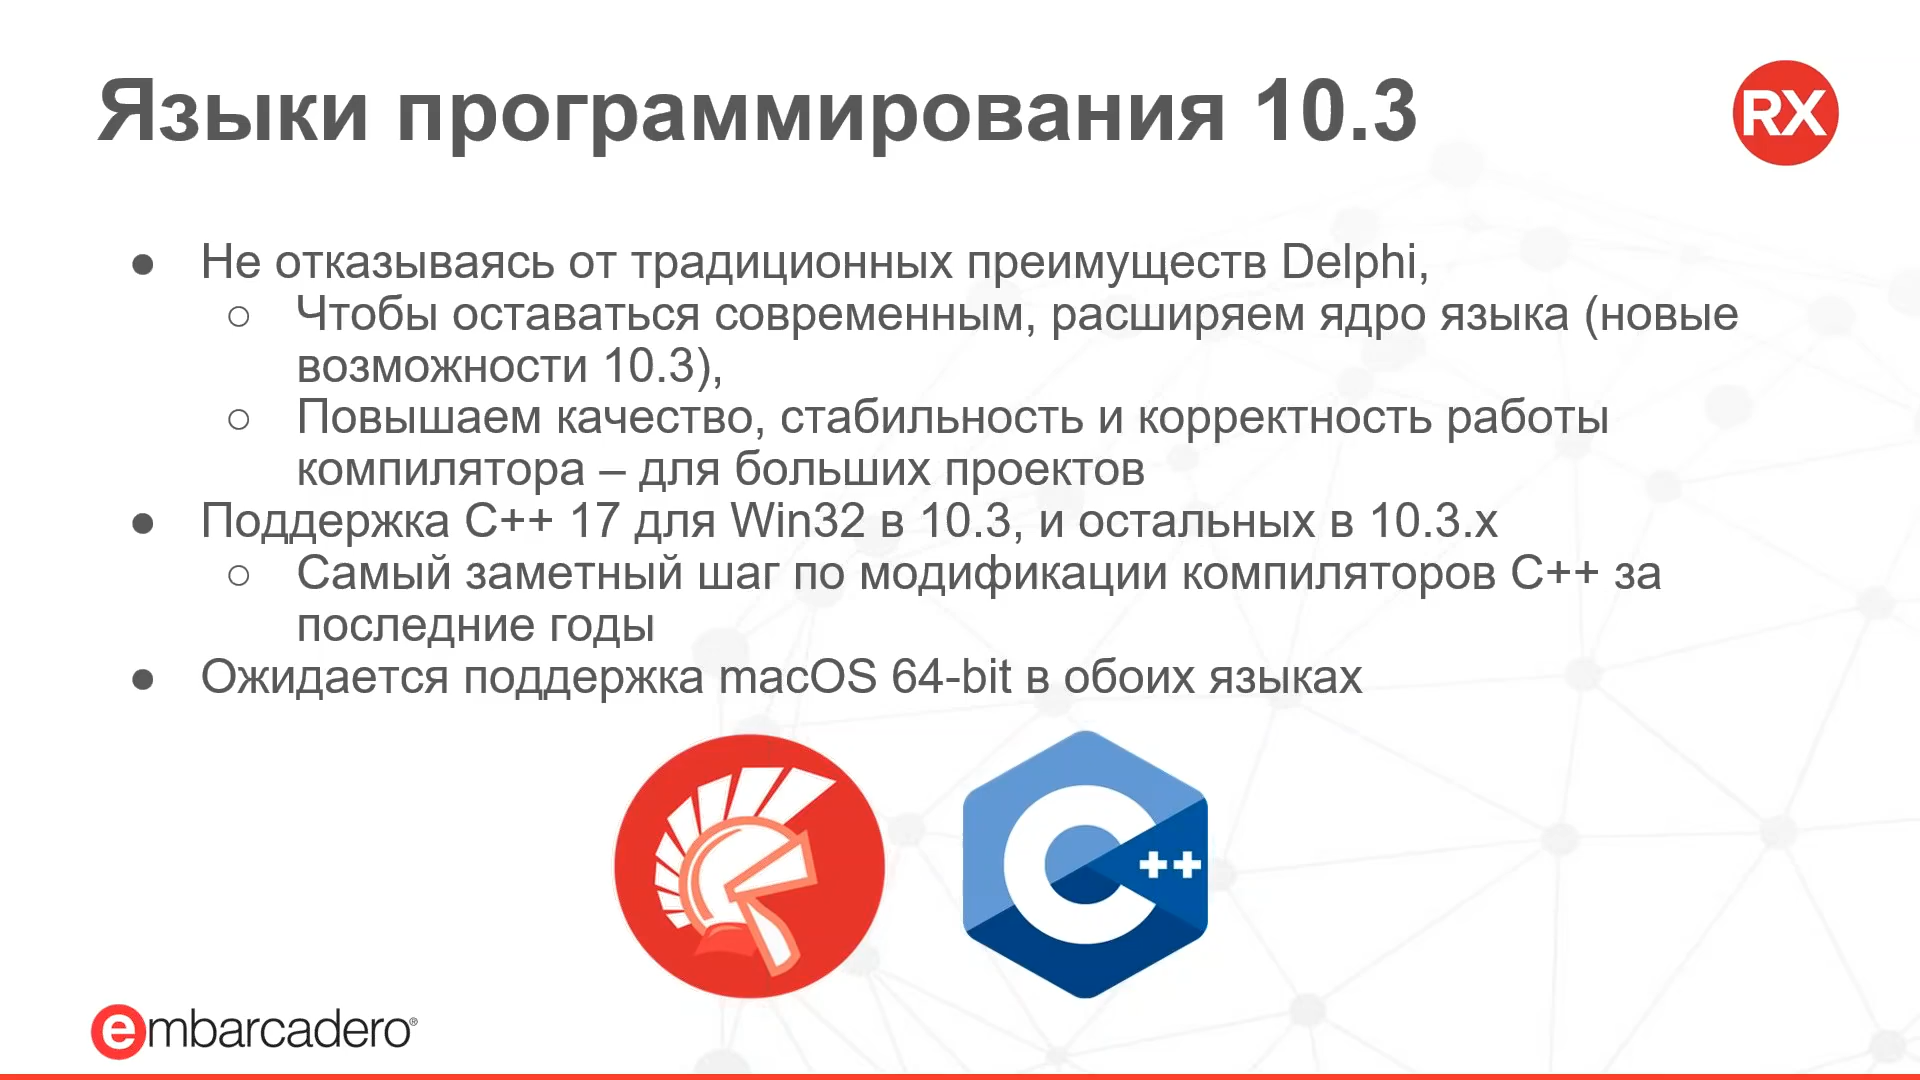 Языки программирования 10.3
RX
● Не отказываясь от традиционных преимуществ Delphi,
○ Чтобы оставаться современным, расширяем ядро языка (новые
возможности 10.3),
○ Повышаем качество, стабильность и корректность работы
компилятора – для больших проектов
● Поддержка C++ 17 для Win32 в 10.3, и остальных в 10.3.x
○ Самый заметный шаг по модификации компиляторов C++ за
последние годы
● Ожидается поддержка macOS 64-bit в обоих языках
C++
embarcadero®